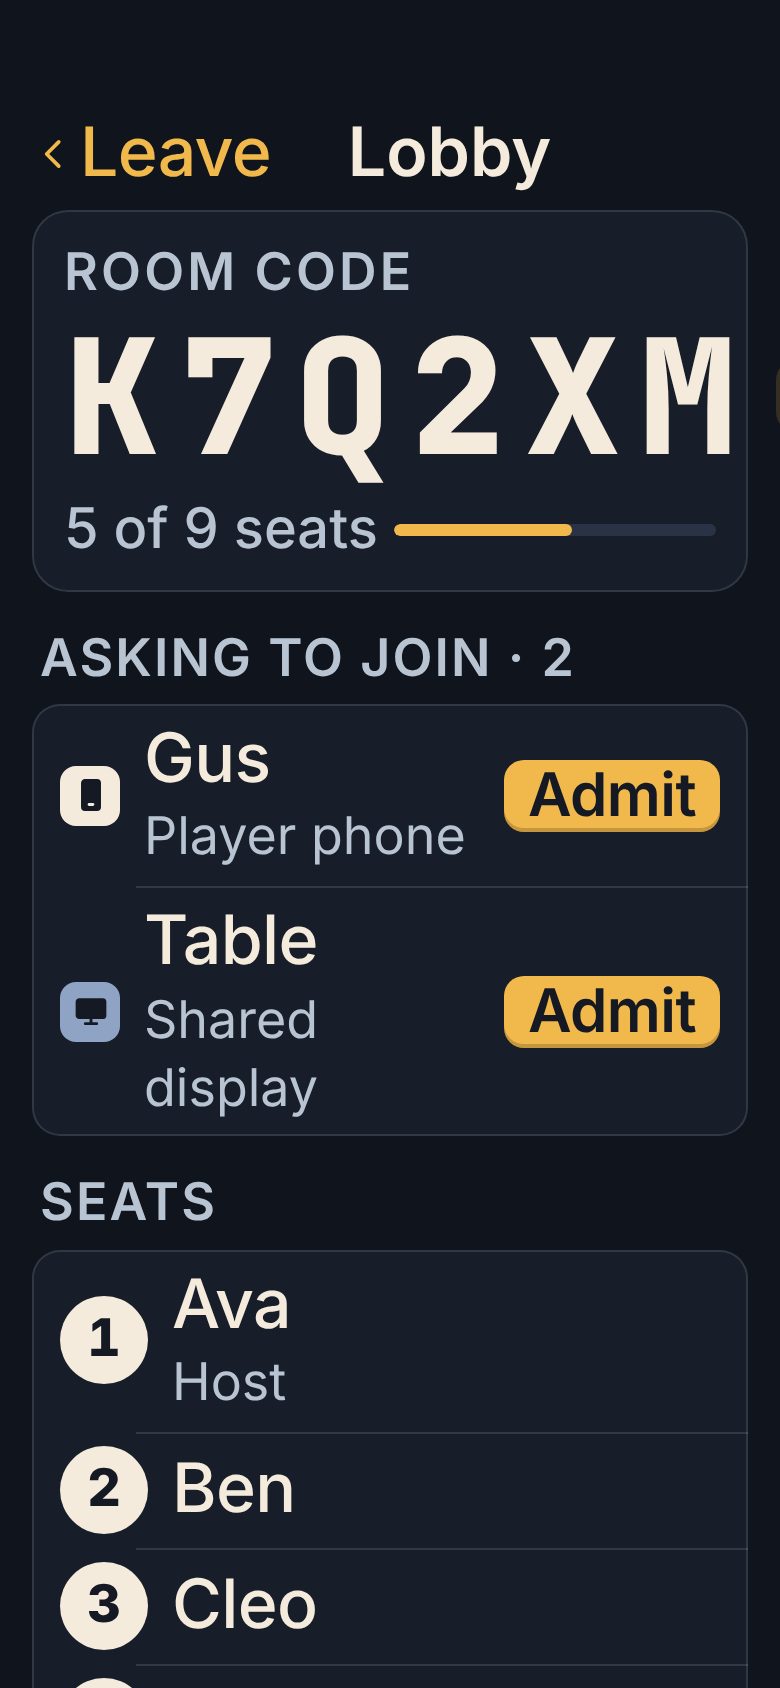 Leave
Lobby
ROOM CODE
K7Q2XM
5 of 9 seats
ASKING TO JOIN · 2
Gus
Player phone
Admit
Table
Shared
display
Admit
SEATS
1
Ava
Host
2
Ben
3
Cleo